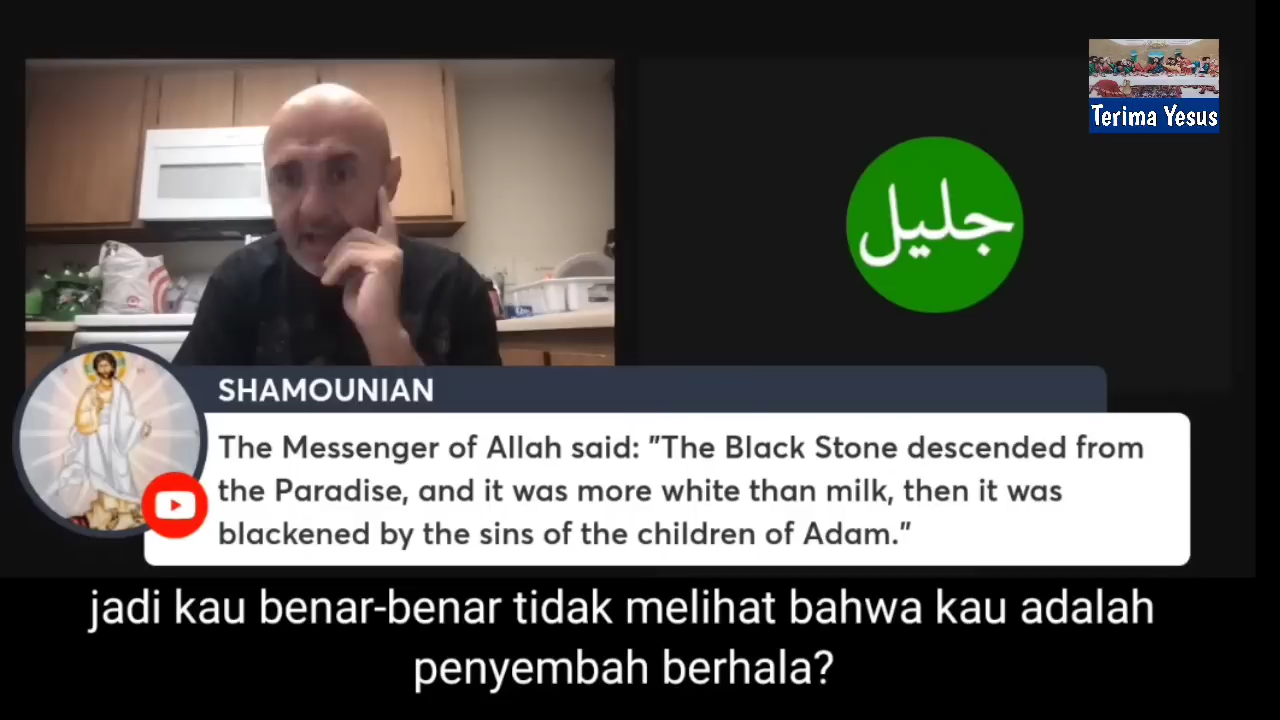 Terima Yesus
جليل
SHAMOUNIAN
The Messenger of Allah said: "The Black Stone descended from
the Paradise, and it was more white than milk, then it was
blackened by the sins of the children of Adam."
jadi kau benar-benar tidak melihat bahwa kau adalah
penyembah berhala?